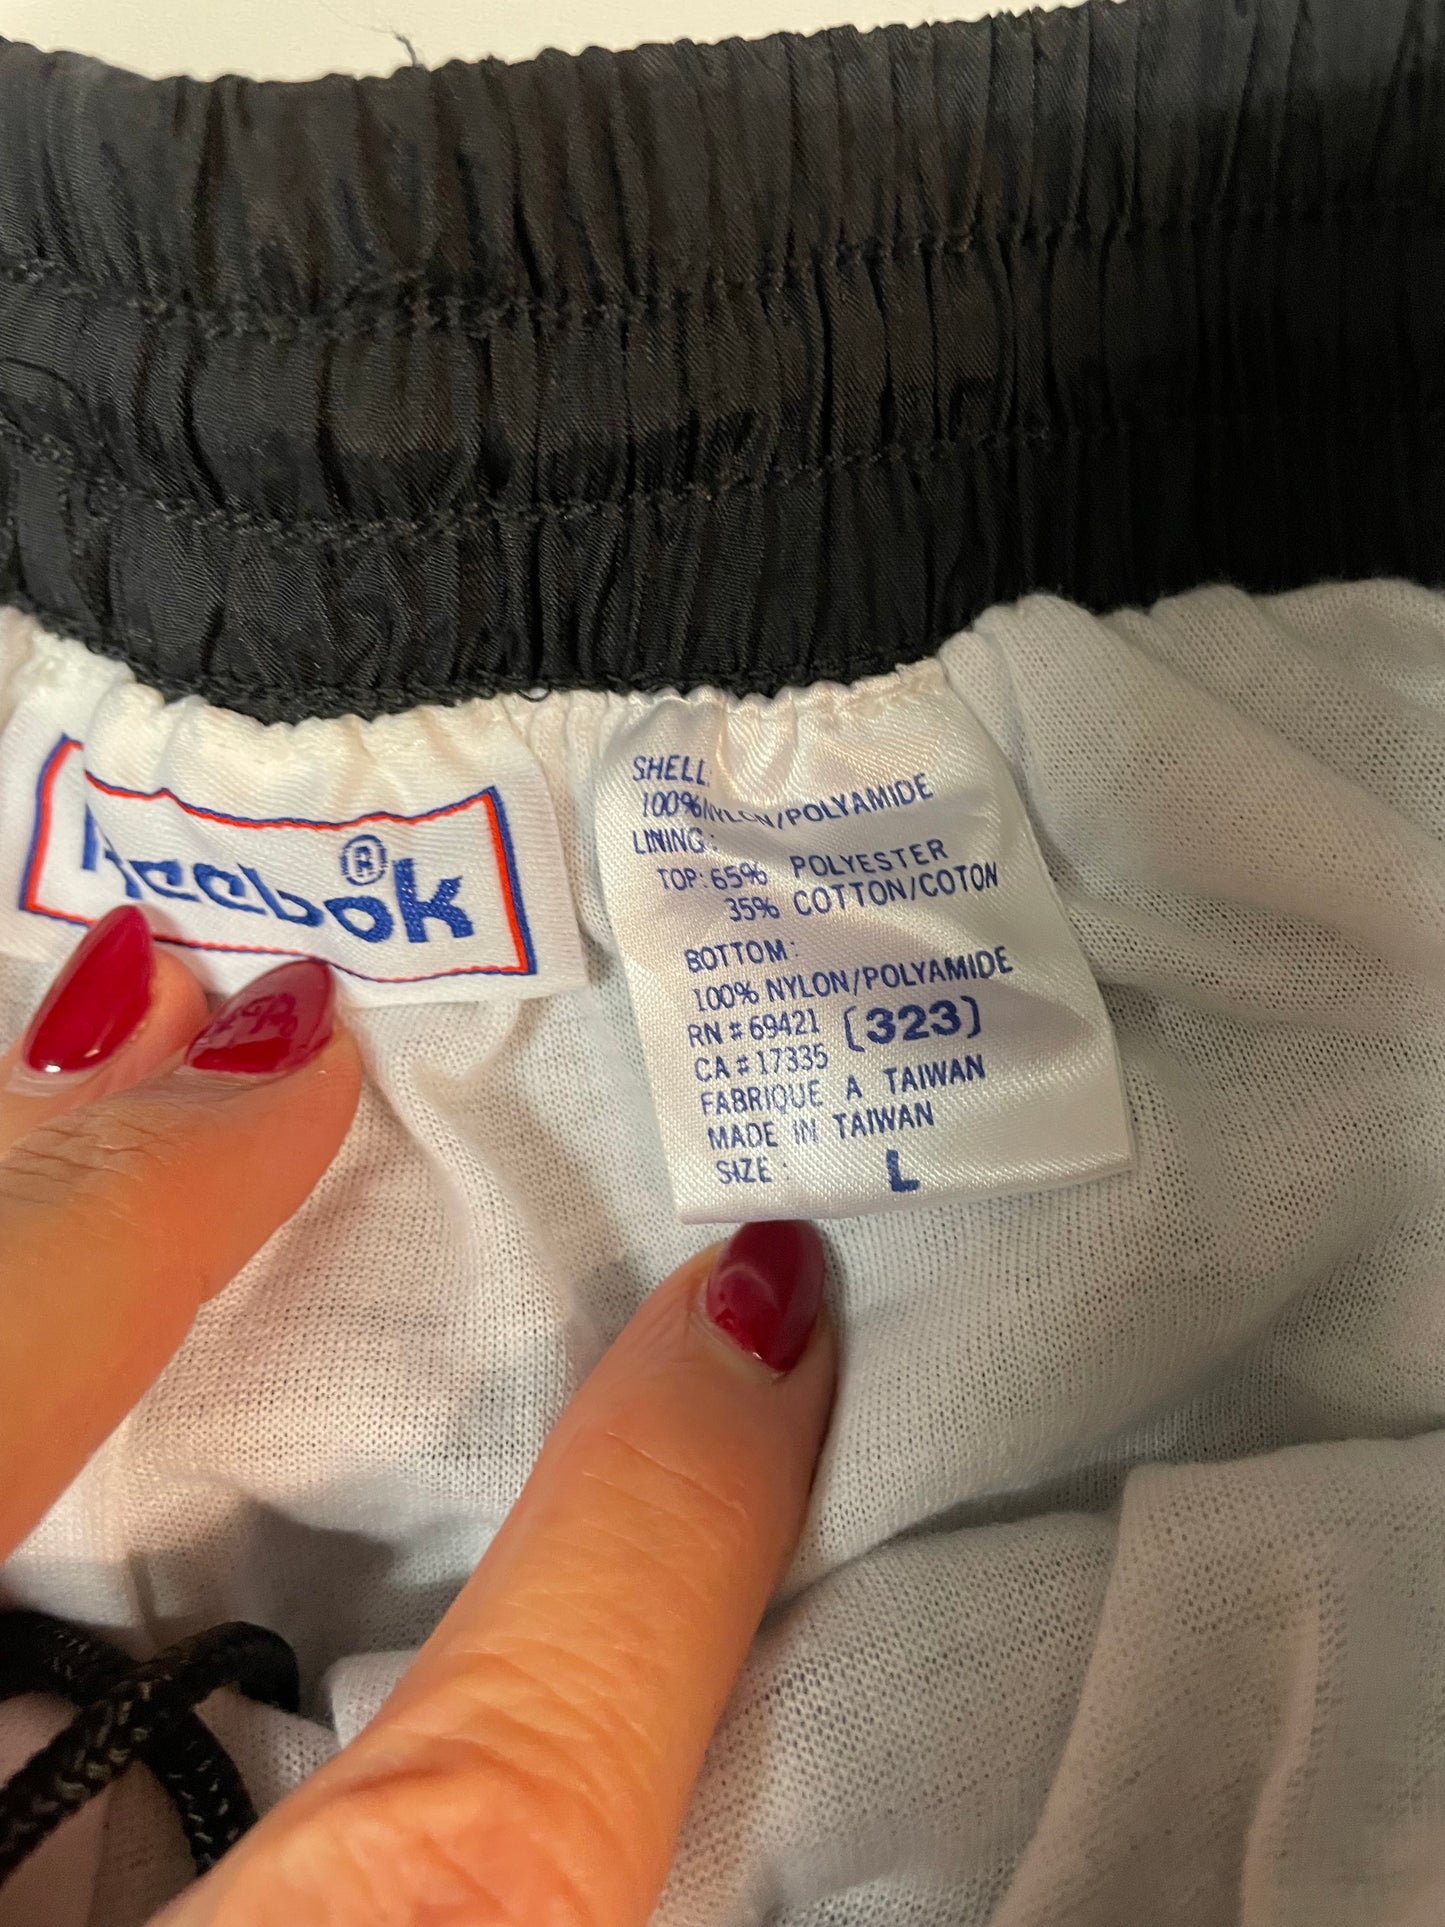 Reebok®
SHELL
100% NYLON/POLYAMIDE
LINING:
TOP: 65% POLYESTER
35% COTTON/COTON
BOTTOM:
100% NYLON/POLYAMIDE
RN # 69421 (323)
CA # 17335
FABRIQUE A TAIWAN
MADE IN TAIWAN
SIZE: L